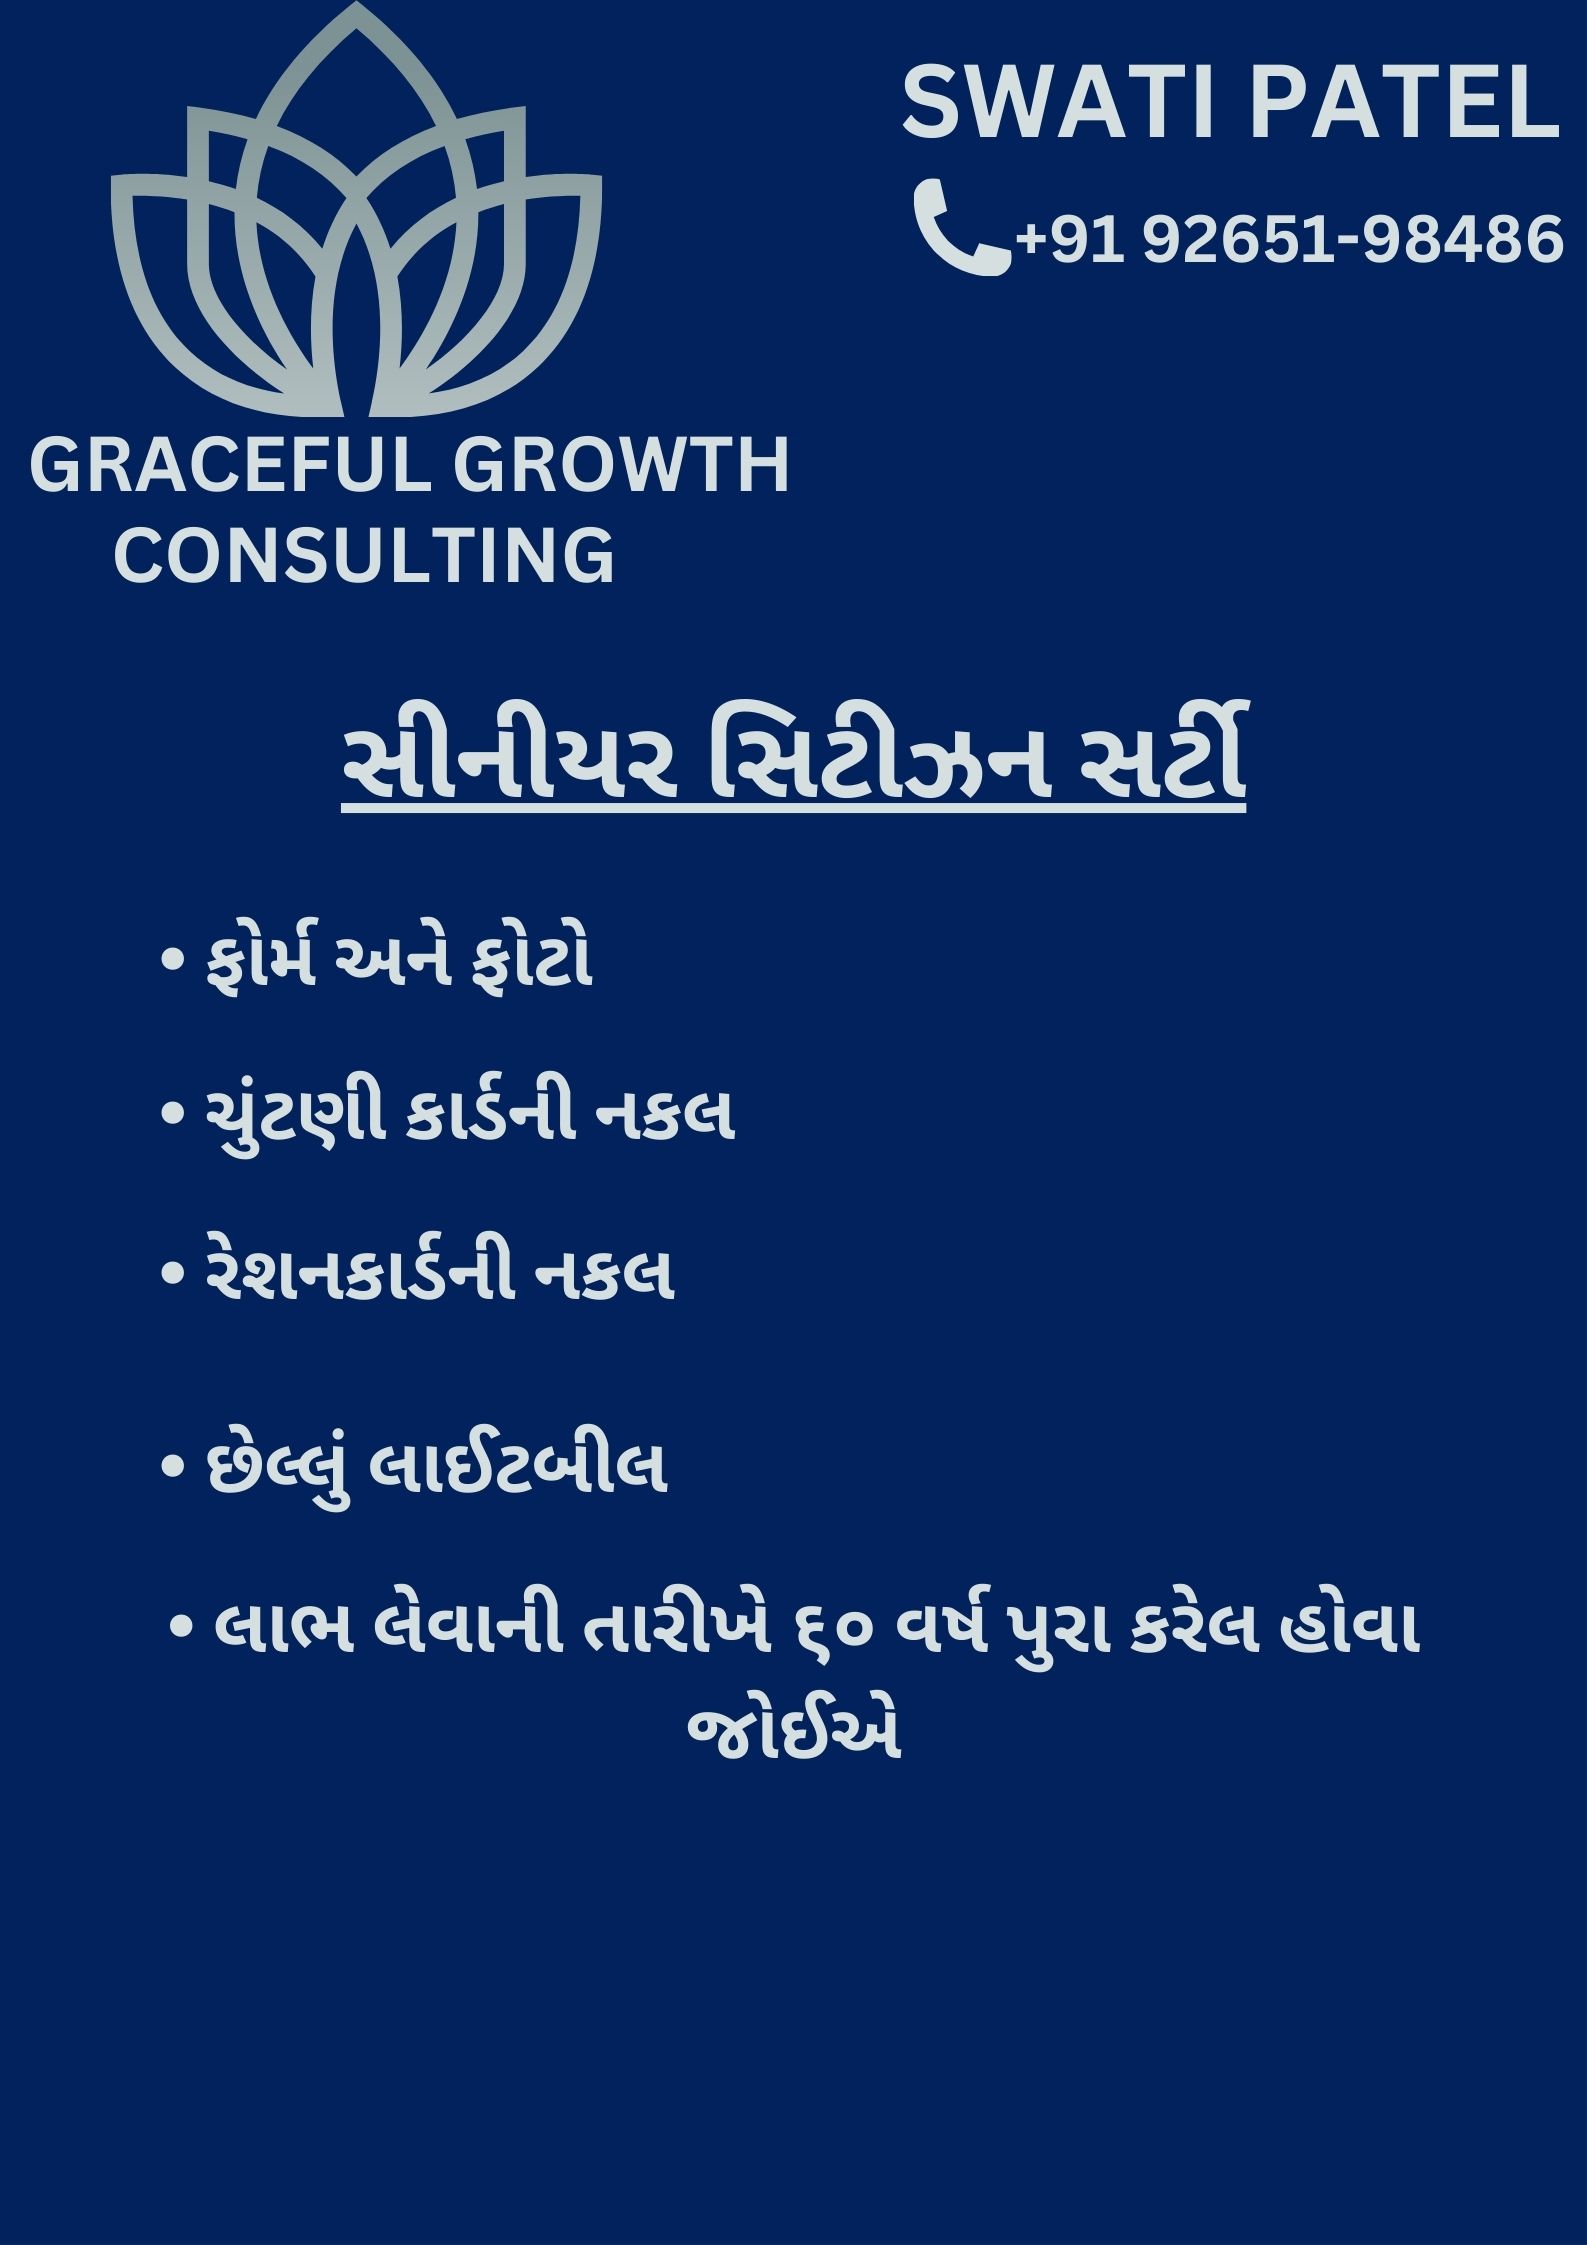 SWATI PATEL
+91 92651-98486
GRACEFUL GROWTH
CONSULTING
સીનીયર સિટીઝન સર્ટી
• ફોર્મ અને ફોટો
• ચુંટણી કાર્ડની નકલ
• રેશનકાર્ડની નકલ
• છેલ્લું લાઈટબીલ
• લાભ લેવાની તારીખે ૬૦ વર્ષ પુરા કરેલ હોવા
જોઈએ